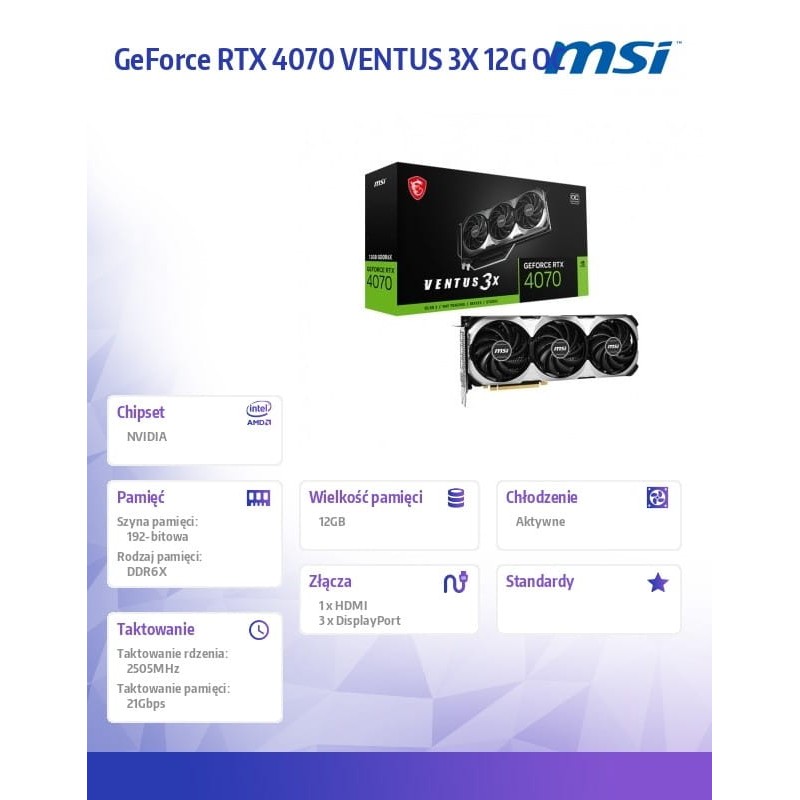 GeForce RTX 4070 VENTUS 3X 12G OC
msi
msi
OC
12GB GDDR6X
GEFORCE RTX
4070
VENTUS 3X
GEFORCE RTX
4070
msi
msi
msi
Chipset
intel
AMD
NVIDIA
Pamięć
Szyna pamięci:
192-bitowa
Rodzaj pamięci:
DDR6X
Wielkość pamięci
12GB
Chłodzenie
Aktywne
Złącza
1 x HDMI
3 x DisplayPort
Standardy
Taktowanie
Taktowanie rdzenia:
2505MHz
Taktowanie pamięci:
21Gbps